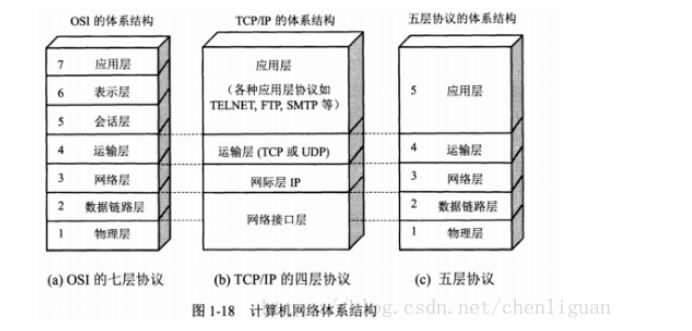 OSI 的体系结构
7 应用层
6 表示层
5 会话层
4 运输层
3 网络层
2 数据链路层
1 物理层
(a) OSI 的七层协议
TCP/IP 的体系结构
应用层
（各种应用层协议如
TELNET, FTP, SMTP 等）
运输层 (TCP 或 UDP)
网际层 IP
网络接口层
(b) TCP/IP 的四层协议
五层协议的体系结构
5 应用层
4 运输层
3 网络层
2 数据链路层
1 物理层
(c) 五层协议
图 1-18 计算机网络体系结构
http://blog.csdn.net/chenliguan